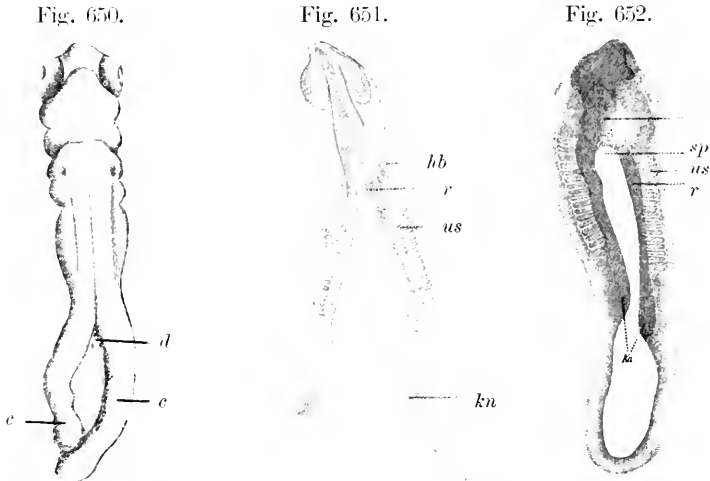 Fig. 650.
Fig. 651.
Fig. 652.
hb
r
us
d
c
c
kn
sp
us
r
ka